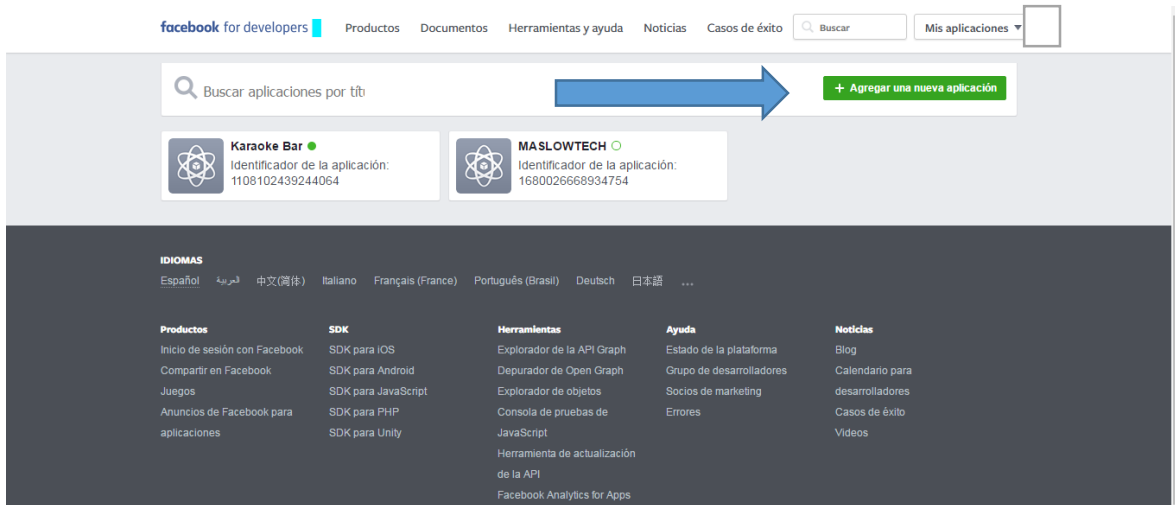 facebook for developers Productos Documentos Herramientas y ayuda Noticias Casos de éxito Buscar Mis aplicaciones
Buscar aplicaciones por títu
+ Agregar una nueva aplicación
Karaoke Bar
Identificador de la aplicación:
1108102439244064
MASLOWTECH
Identificador de la aplicación:
1680026668934754
IDIOMAS
Español العربية 中文(简体) Italiano Français (France) Português (Brasil) Deutsch 日本語 ...
Productos
Inicio de sesión con Facebook
Compartir en Facebook
Juegos
Anuncios de Facebook para
aplicaciones
SDK
SDK para iOS
SDK para Android
SDK para JavaScript
SDK para PHP
SDK para Unity
Herramientas
Explorador de la API Graph
Depurador de Open Graph
Explorador de objetos
Consola de pruebas de
JavaScript
Herramienta de actualización
de la API
Facebook Analytics for Apps
Ayuda
Estado de la plataforma
Grupo de desarrolladores
Socios de marketing
Errores
Noticias
Blog
Calendario para
desarrolladores
Casos de éxito
Videos